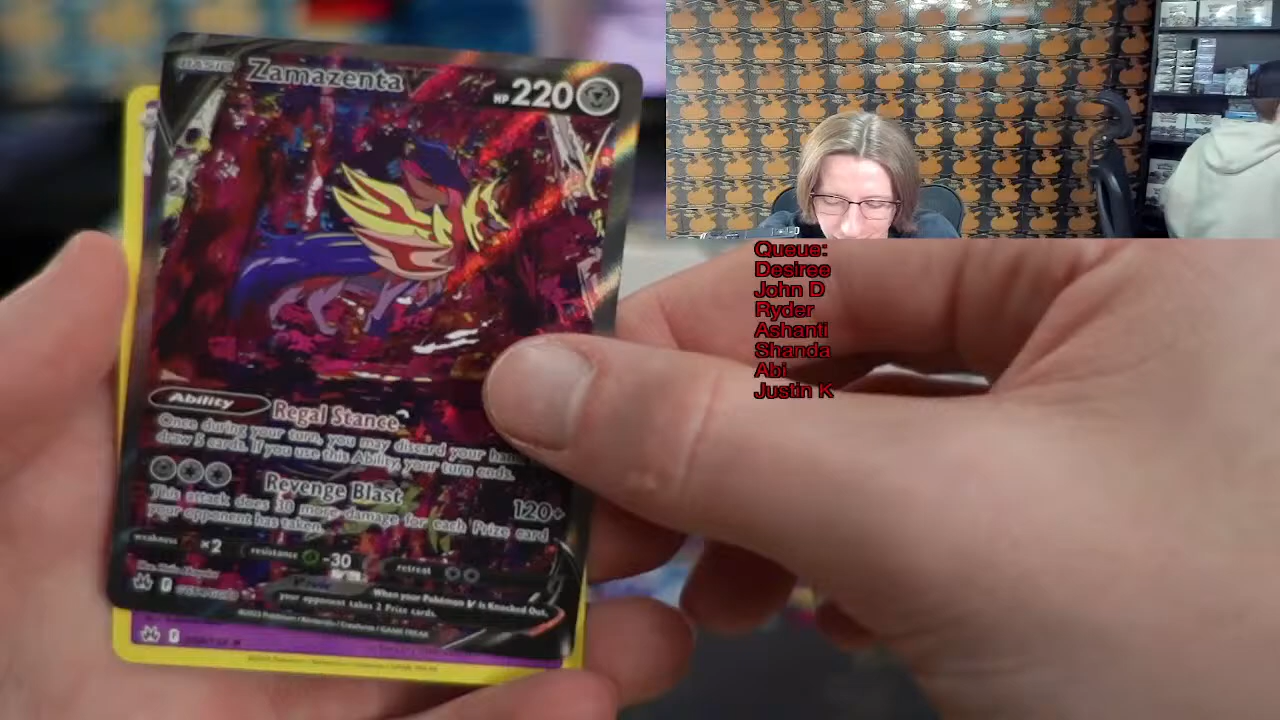 BASIC Zamazenta V HP 220
Ability Regal Stance
Once during your turn, you may discard your hand
draw 5 cards. If you use this Ability, your turn ends.
Revenge Blast 120+
This attack does 30 more damage for each Prize card
your opponent has taken.
weakness ×2 resistance -30 retreat
When your Pokémon V is Knocked Out,
your opponent takes 2 Prize cards.
Queue:
Desiree
John D
Ryder
Ashanti
Shanda
Abi
Justin K